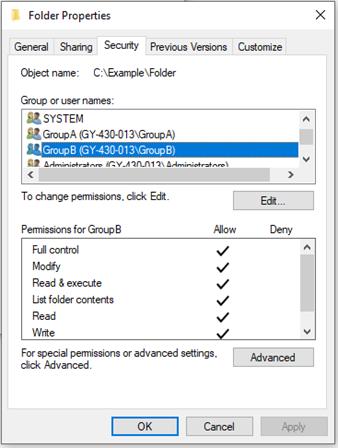 Folder Properties
General Sharing Security Previous Versions Customize
Object name: C:\Example\Folder
Group or user names:
SYSTEM
GroupA (GY-430-013\GroupA)
GroupB (GY-430-013\GroupB)
Administrators (GY-430-013\Administrators)
To change permissions, click Edit.
Edit...
Permissions for GroupB Allow Deny
Full control
Modify
Read & execute
List folder contents
Read
Write
For special permissions or advanced settings,
click Advanced.
Advanced
OK Cancel Apply